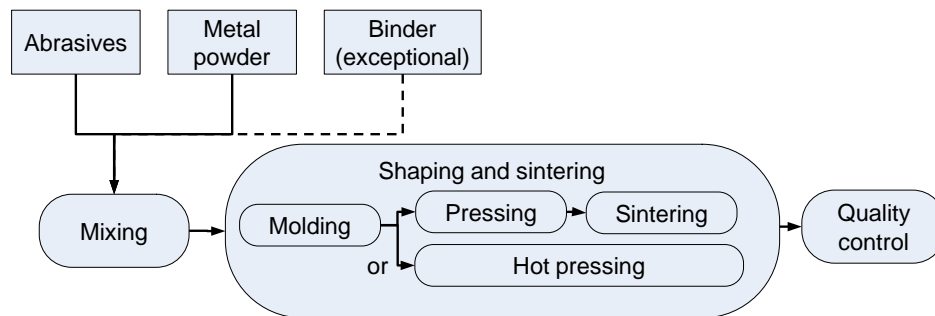 Abrasives
Metal
powder
Binder
(exceptional)
Shaping and sintering
Mixing
Molding
Pressing
Sintering
or
Hot pressing
Quality
control